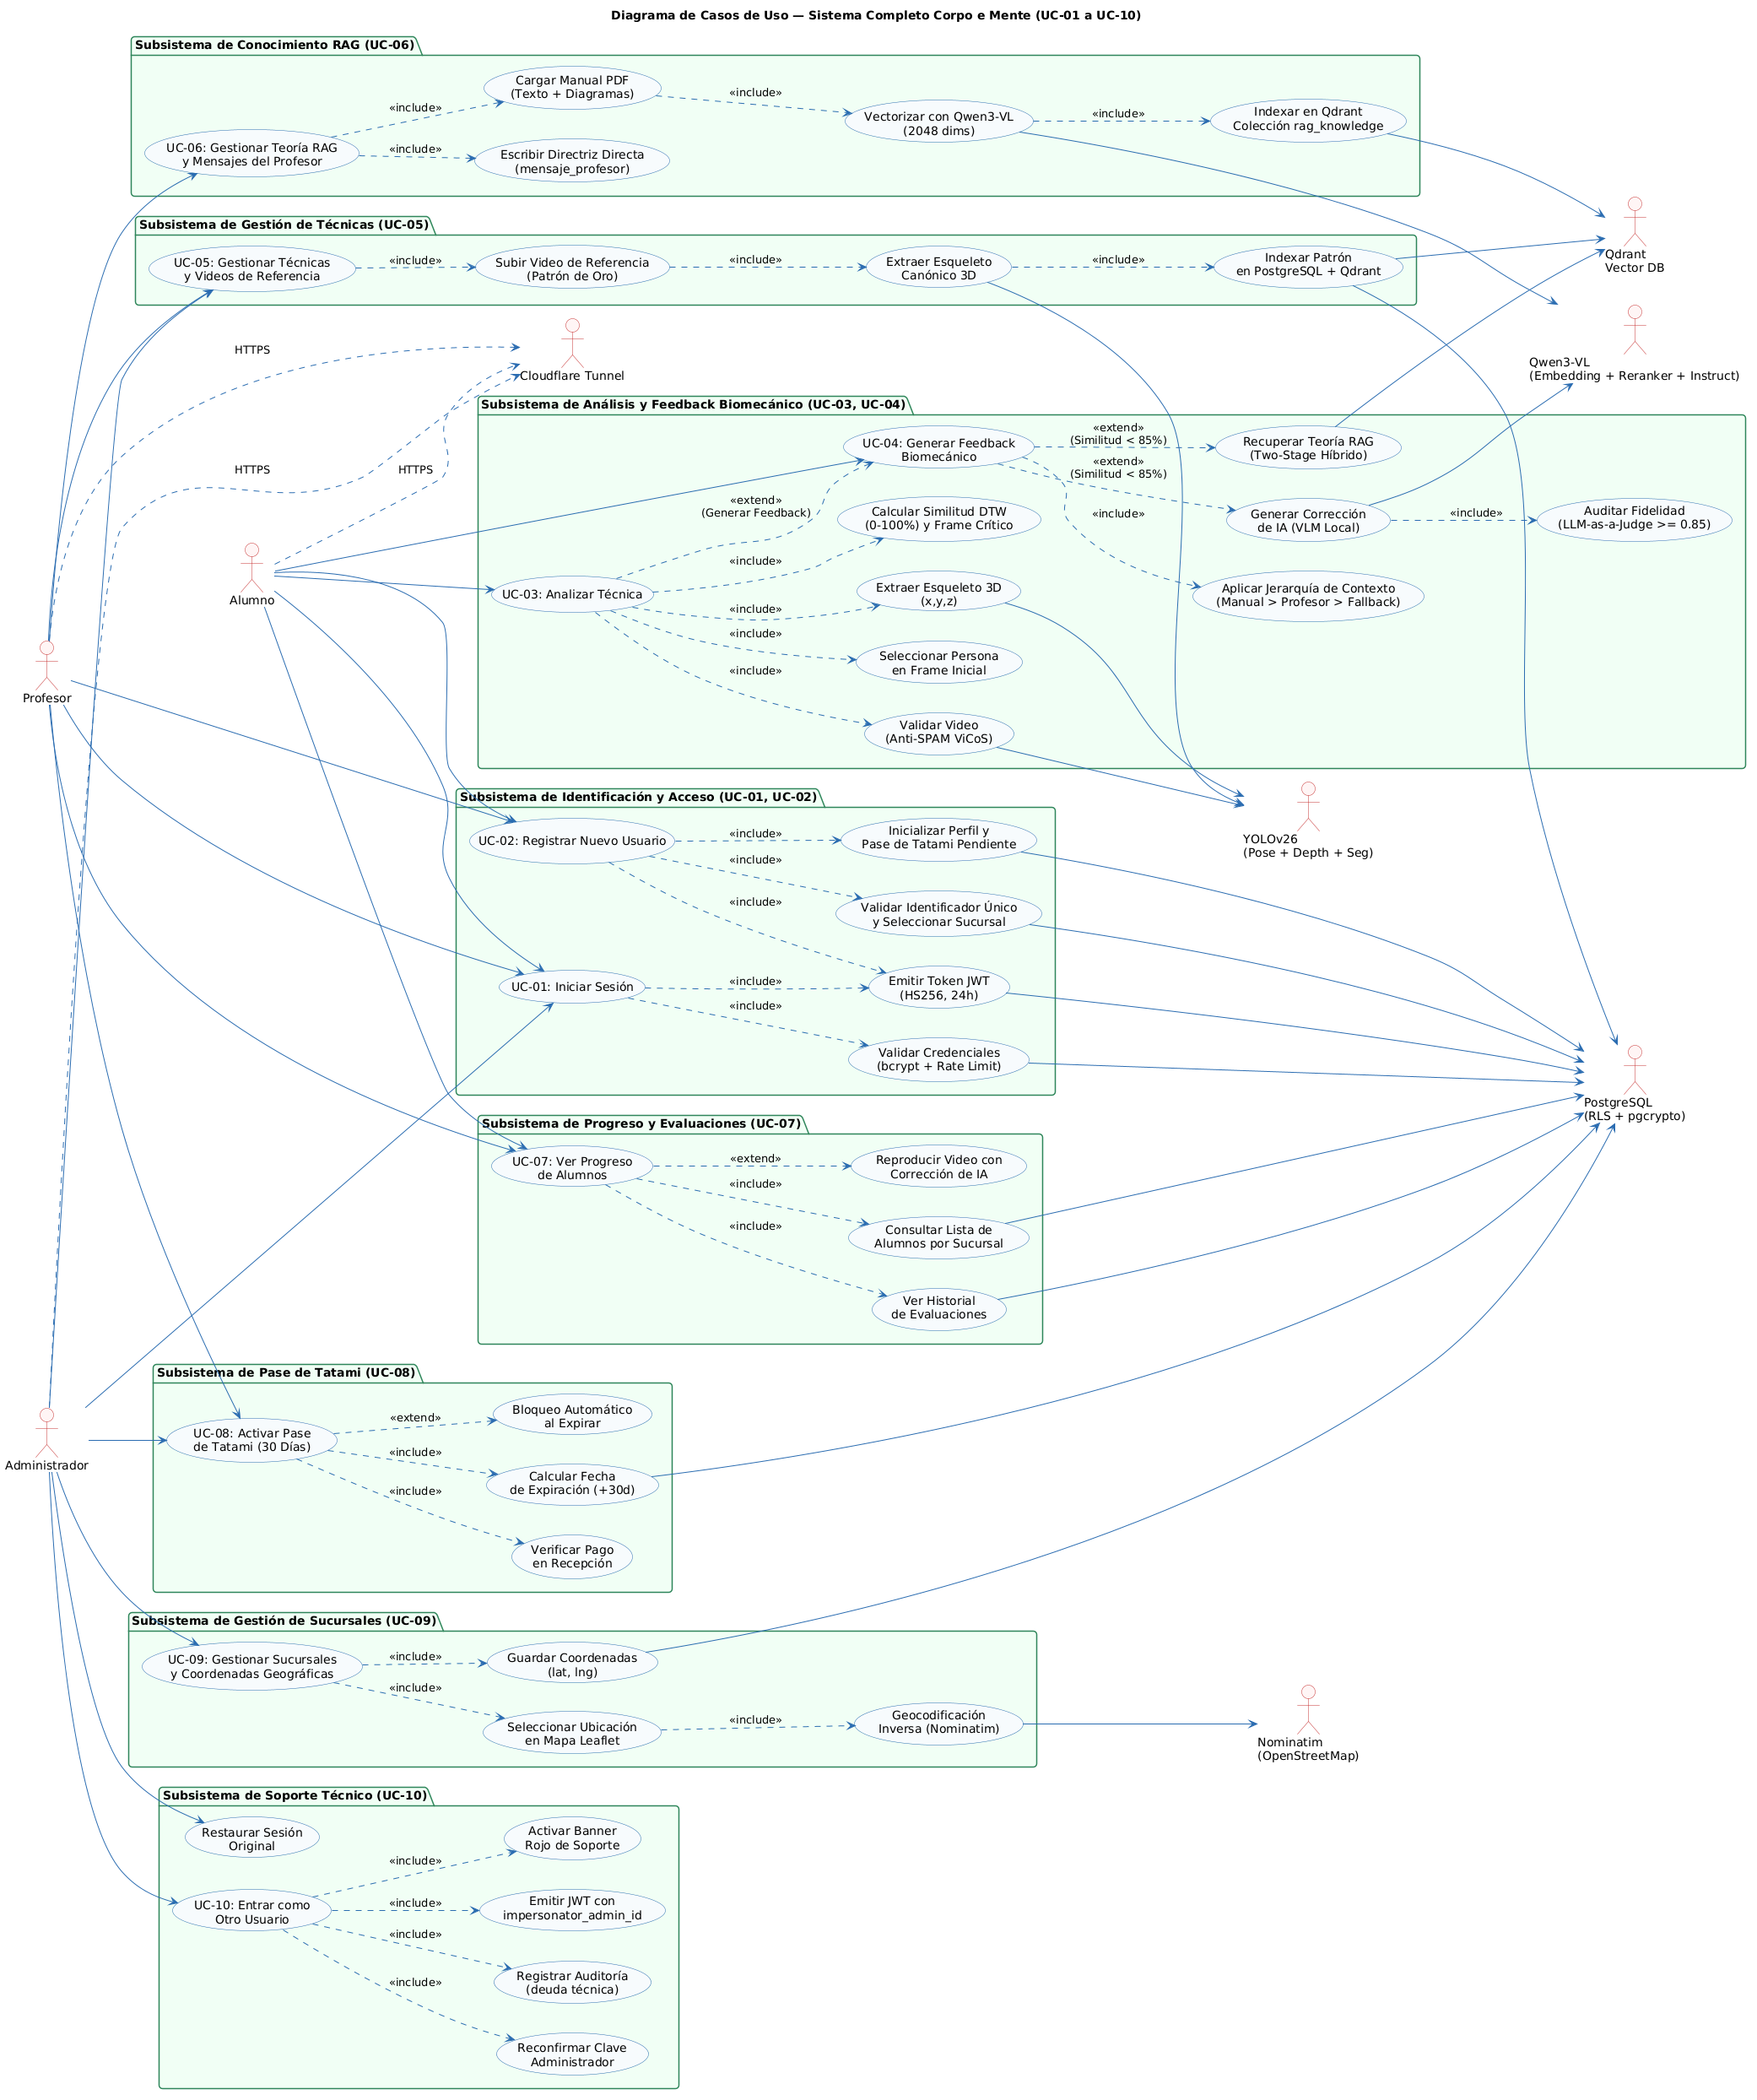 Diagrama de Casos de Uso — Sistema Completo Corpo e Mente (UC-01 a UC-10)
Subsistema de Conocimiento RAG (UC-06)
UC-06: Gestionar Teoría RAG
y Mensajes del Profesor
«include»
«include»
Cargar Manual PDF
(Texto + Diagramas)
Escribir Directriz Directa
(mensaje_profesor)
«include»
Vectorizar con Qwen3-VL
(2048 dims)
«include»
Indexar en Qdrant
Colección rag_knowledge
Subsistema de Gestión de Técnicas (UC-05)
UC-05: Gestionar Técnicas
y Videos de Referencia
«include»
Subir Video de Referencia
(Patrón de Oro)
«include»
Extraer Esqueleto
Canónico 3D
«include»
Indexar Patrón
en PostgreSQL + Qdrant
Qdrant
Vector DB
HTTPS
HTTPS
HTTPS
Cloudflare Tunnel
Qwen3-VL
(Embedding + Reranker + Instruct)
Subsistema de Análisis y Feedback Biomecánico (UC-03, UC-04)
UC-04: Generar Feedback
Biomecánico
«extend»
(Similitud < 85%)
«extend»
(Similitud < 85%)
«include»
Recuperar Teoría RAG
(Two-Stage Híbrido)
Generar Corrección
de IA (VLM Local)
«include»
Auditar Fidelidad
(LLM-as-a-Judge >= 0.85)
Aplicar Jerarquía de Contexto
(Manual > Profesor > Fallback)
UC-03: Analizar Técnica
«extend»
(Generar Feedback)
«include»
«include»
«include»
«include»
Calcular Similitud DTW
(0-100%) y Frame Crítico
Extraer Esqueleto 3D
(x,y,z)
Seleccionar Persona
en Frame Inicial
Validar Video
(Anti-SPAM ViCoS)
Alumno
Profesor
YOLOv26
(Pose + Depth + Seg)
Subsistema de Identificación y Acceso (UC-01, UC-02)
UC-02: Registrar Nuevo Usuario
«include»
«include»
«include»
Inicializar Perfil y
Pase de Tatami Pendiente
Validar Identificador Único
y Seleccionar Sucursal
UC-01: Iniciar Sesión
«include»
«include»
Emitir Token JWT
(HS256, 24h)
Validar Credenciales
(bcrypt + Rate Limit)
PostgreSQL
(RLS + pgcrypto)
Subsistema de Progreso y Evaluaciones (UC-07)
UC-07: Ver Progreso
de Alumnos
«extend»
«include»
«include»
Reproducir Video con
Corrección de IA
Consultar Lista de
Alumnos por Sucursal
Ver Historial
de Evaluaciones
Administrador
Subsistema de Pase de Tatami (UC-08)
UC-08: Activar Pase
de Tatami (30 Días)
«extend»
«include»
«include»
Bloqueo Automático
al Expirar
Calcular Fecha
de Expiración (+30d)
Verificar Pago
en Recepción
Subsistema de Gestión de Sucursales (UC-09)
UC-09: Gestionar Sucursales
y Coordenadas Geográficas
«include»
«include»
Guardar Coordenadas
(lat, lng)
Seleccionar Ubicación
en Mapa Leaflet
«include»
Geocodificación
Inversa (Nominatim)
Nominatim
(OpenStreetMap)
Subsistema de Soporte Técnico (UC-10)
Restaurar Sesión
Original
UC-10: Entrar como
Otro Usuario
«include»
«include»
«include»
«include»
Activar Banner
Rojo de Soporte
Emitir JWT con
impersonator_admin_id
Registrar Auditoría
(deuda técnica)
Reconfirmar Clave
Administrador